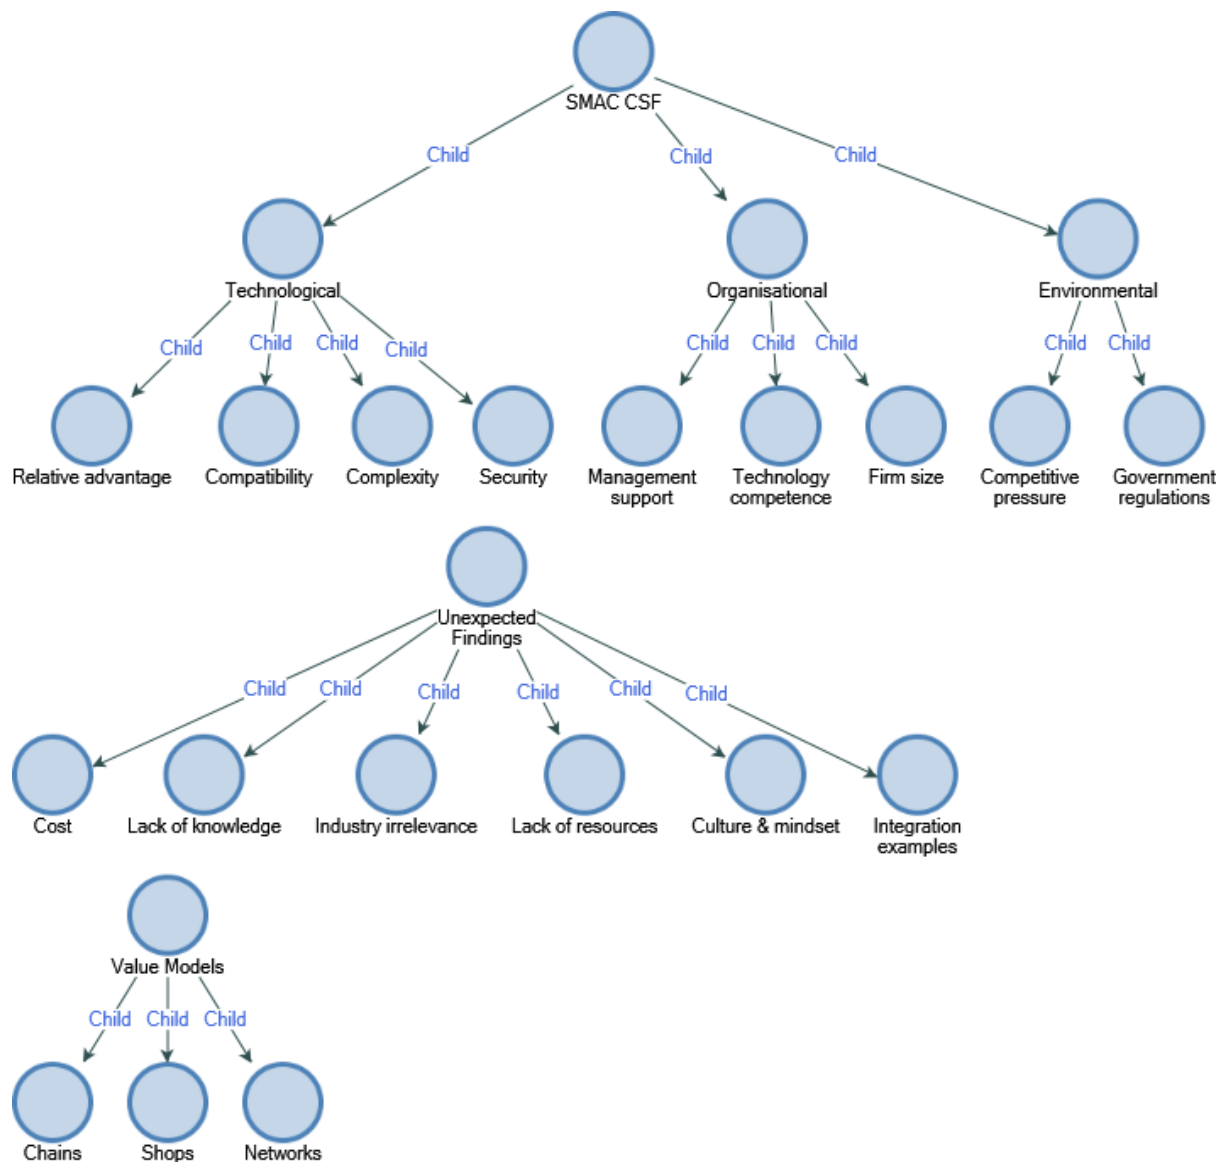 SMAC CSF
Child
Child
Child
Technological
Organisational
Environmental
Child
Child
Child
Child
Child
Child
Child
Child
Child
Relative advantage
Compatibility
Complexity
Security
Management
support
Technology
competence
Firm size
Competitive
pressure
Government
regulations
Unexpected
Findings
Child
Child
Child
Child
Child
Child
Cost
Lack of knowledge
Industry irrelevance
Lack of resources
Culture & mindset
Integration
examples
Value Models
Child
Child
Child
Chains
Shops
Networks